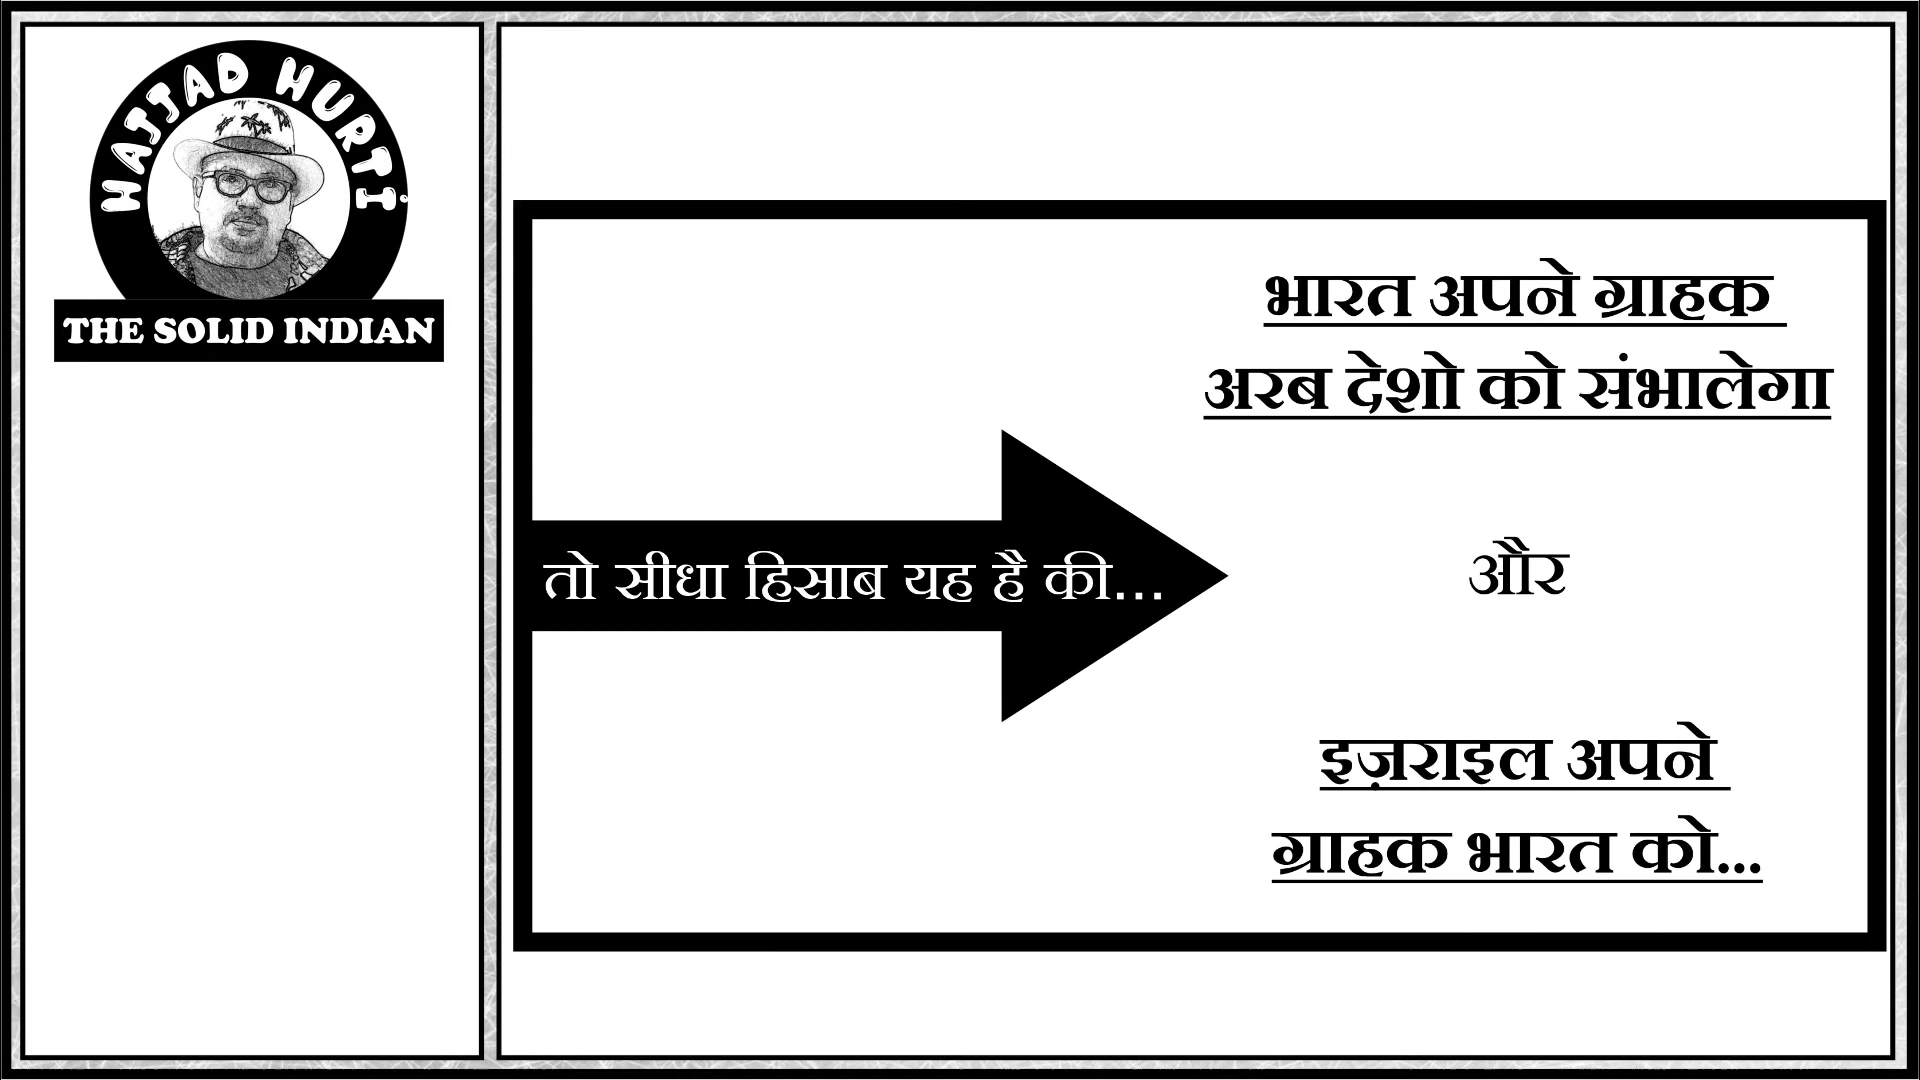 HAJJAD HURTI
THE SOLID INDIAN
भारत अपने ग्राहक
अरब देशो को संभालेगा
तो सीधा हिसाब यह है की...
और
इज़राइल अपने
ग्राहक भारत को...